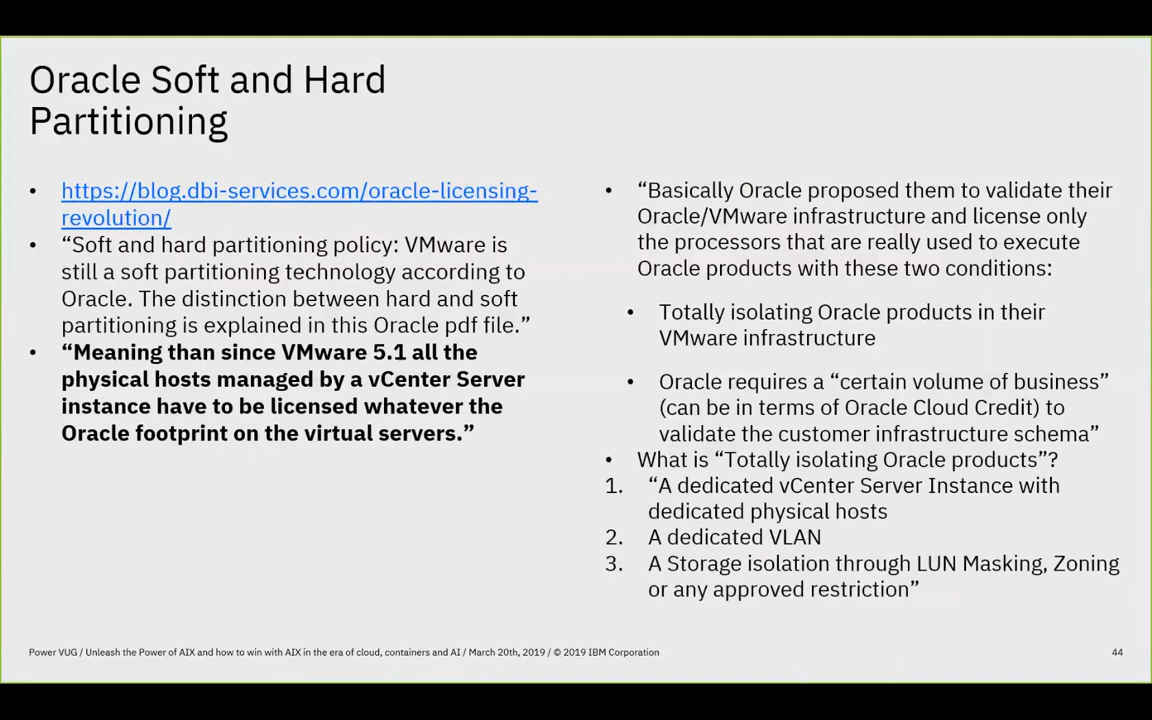 Oracle Soft and Hard
Partitioning
• https://blog.dbi-services.com/oracle-licensing-
revolution/
• “Soft and hard partitioning policy: VMware is
still a soft partitioning technology according to
Oracle. The distinction between hard and soft
partitioning is explained in this Oracle pdf file.”
• “Meaning than since VMware 5.1 all the
physical hosts managed by a vCenter Server
instance have to be licensed whatever the
Oracle footprint on the virtual servers.”
• “Basically Oracle proposed them to validate their
Oracle/VMware infrastructure and license only
the processors that are really used to execute
Oracle products with these two conditions:
• Totally isolating Oracle products in their
VMware infrastructure
• Oracle requires a “certain volume of business”
(can be in terms of Oracle Cloud Credit) to
validate the customer infrastructure schema”
• What is “Totally isolating Oracle products”?
1. “A dedicated vCenter Server Instance with
dedicated physical hosts
2. A dedicated VLAN
3. A Storage isolation through LUN Masking, Zoning
or any approved restriction”
Power VUG / Unleash the Power of AIX and how to win with AIX in the era of cloud, containers and AI / March 20th, 2019 / © 2019 IBM Corporation
44